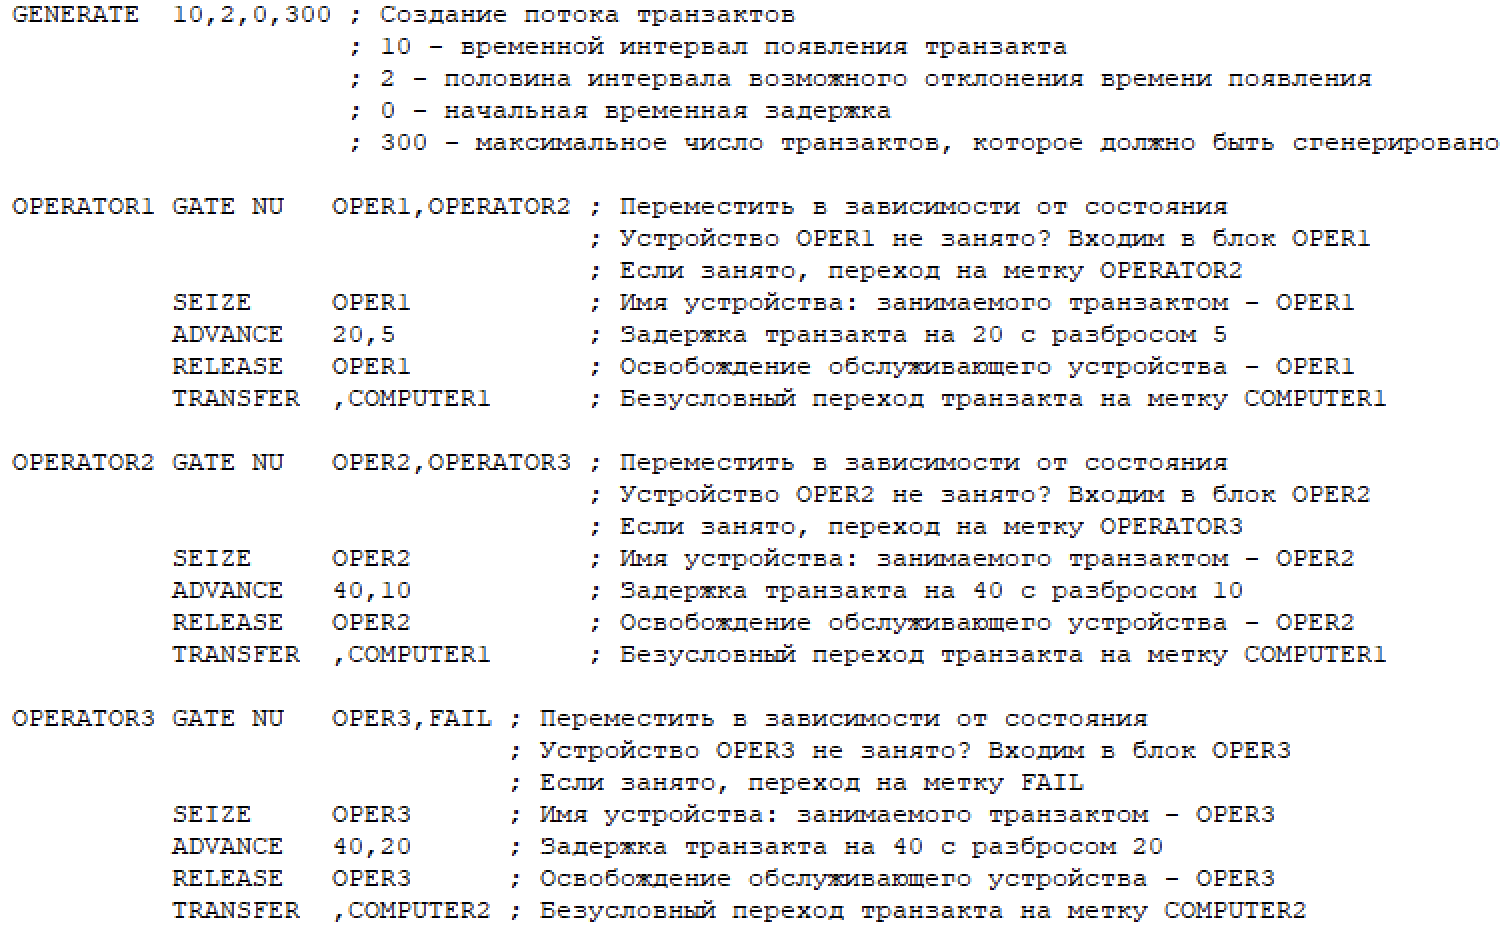 GENERATE 10,2,0,300 ; Создание потока транзактов
; 10 - временной интервал появления транзакта
; 2 - половина интервала возможного отклонения времени появления
; 0 - начальная временная задержка
; 300 - максимальное число транзактов, которое должно быть сгенерировано
OPERATOR1 GATE NU OPER1,OPERATOR2 ; Переместить в зависимости от состояния
; Устройство OPER1 не занято? Входим в блок OPER1
; Если занято, переход на метку OPERATOR2
SEIZE OPER1 ; Имя устройства: занимаемого транзактом - OPER1
ADVANCE 20,5 ; Задержка транзакта на 20 с разбросом 5
RELEASE OPER1 ; Освобождение обслуживающего устройства - OPER1
TRANSFER ,COMPUTER1 ; Безусловный переход транзакта на метку COMPUTER1
OPERATOR2 GATE NU OPER2,OPERATOR3 ; Переместить в зависимости от состояния
; Устройство OPER2 не занято? Входим в блок OPER2
; Если занято, переход на метку OPERATOR3
SEIZE OPER2 ; Имя устройства: занимаемого транзактом - OPER2
ADVANCE 40,10 ; Задержка транзакта на 40 с разбросом 10
RELEASE OPER2 ; Освобождение обслуживающего устройства - OPER2
TRANSFER ,COMPUTER1 ; Безусловный переход транзакта на метку COMPUTER1
OPERATOR3 GATE NU OPER3,FAIL ; Переместить в зависимости от состояния
; Устройство OPER3 не занято? Входим в блок OPER3
; Если занято, переход на метку FAIL
SEIZE OPER3 ; Имя устройства: занимаемого транзактом - OPER3
ADVANCE 40,20 ; Задержка транзакта на 40 с разбросом 20
RELEASE OPER3 ; Освобождение обслуживающего устройства - OPER3
TRANSFER ,COMPUTER2 ; Безусловный переход транзакта на метку COMPUTER2